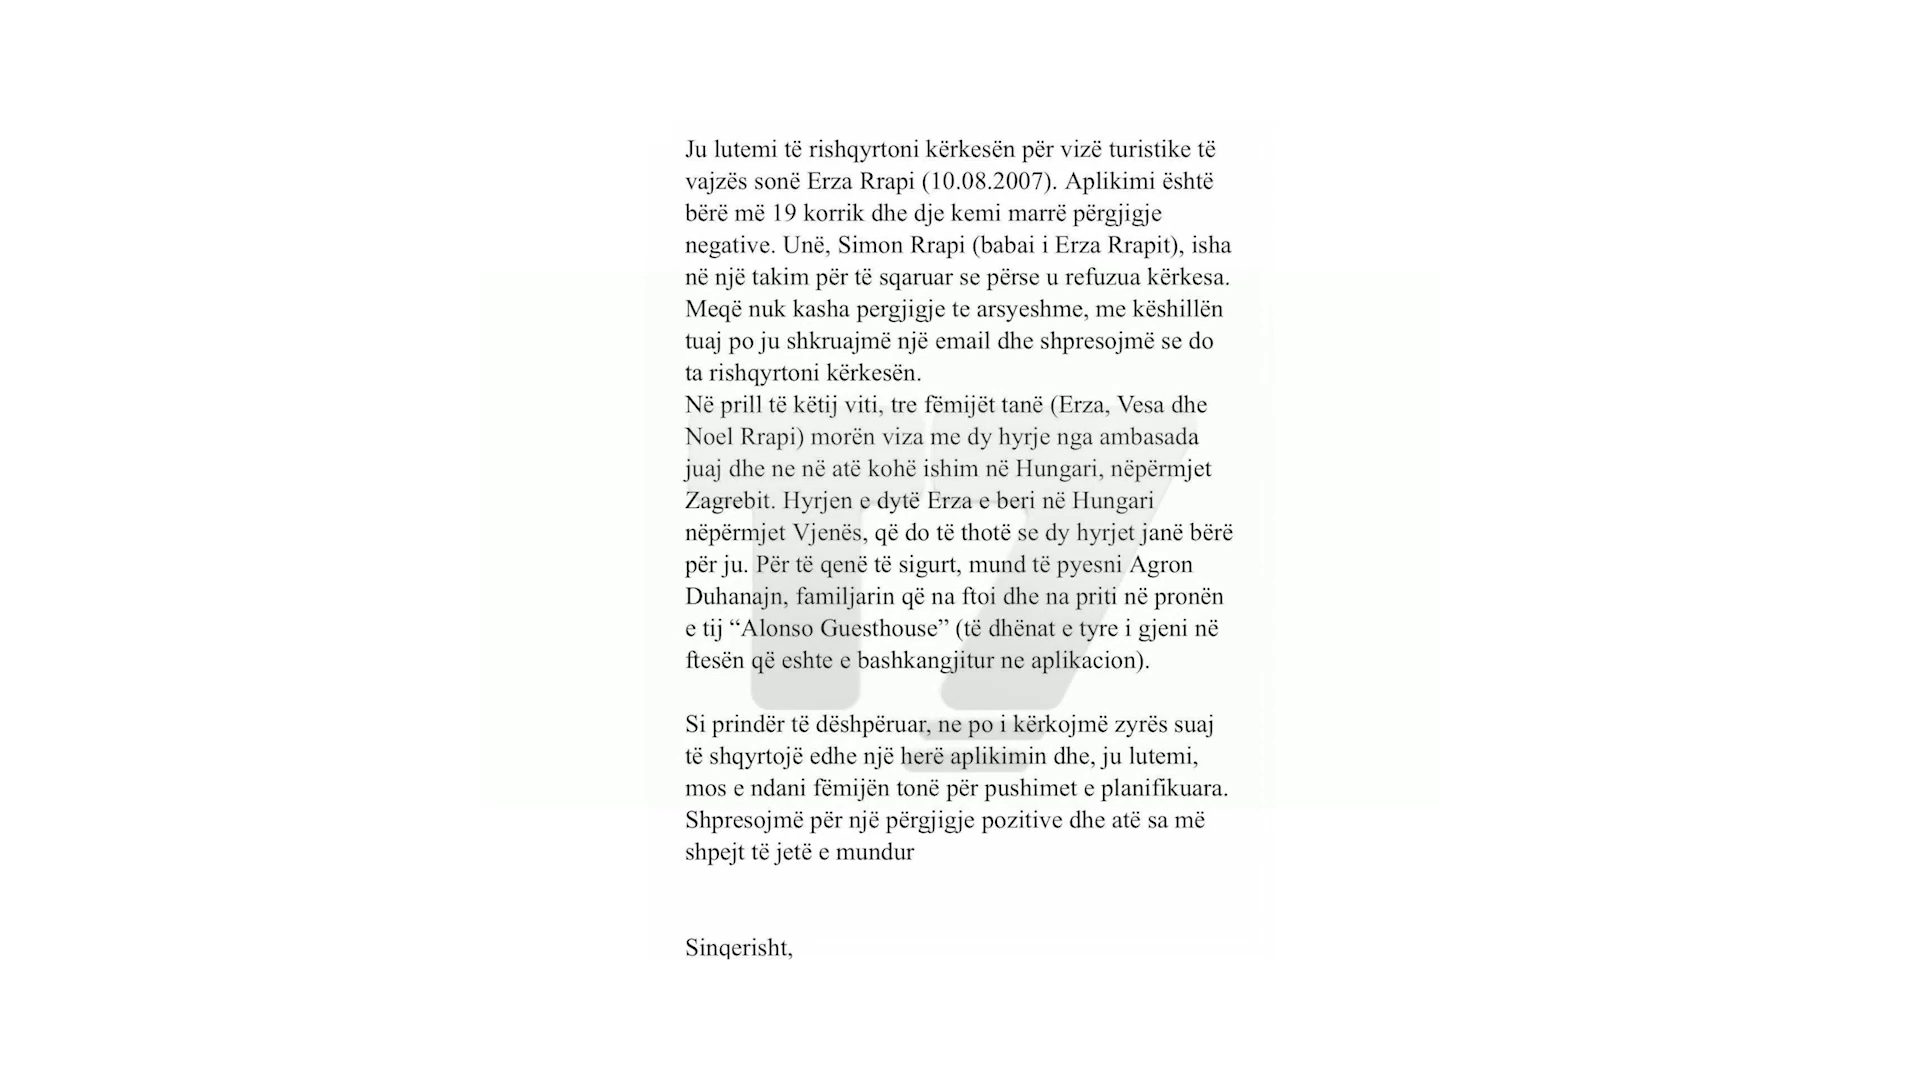 Ju lutemi të rishqyrtoni kërkesën për vizë turistike të
vajzës sonë Erza Rrapi (10.08.2007). Aplikimi është
bërë më 19 korrik dhe dje kemi marrë përgjigje
negative. Unë, Simon Rrapi (babai i Erza Rrapit), isha
në një takim për të sqaruar se përse u refuzua kërkesa.
Meqë nuk kasha pergjigje te arsyeshme, me këshillën
tuaj po ju shkruajmë një email dhe shpresojmë se do
ta rishqyrtoni kërkesën.
Në prill të këtij viti, tre fëmijët tanë (Erza, Vesa dhe
Noel Rrapi) morën viza me dy hyrje nga ambasada
juaj dhe ne në atë kohë ishim në Hungari, nëpërmjet
Zagrebit. Hyrjen e dytë Erza e beri në Hungari
nëpërmjet Vjenës, që do të thotë se dy hyrjet janë bërë
për ju. Për të qenë të sigurt, mund të pyesni Agron
Duhanajn, familjarin që na ftoi dhe na priti në pronën
e tij “Alonso Guesthouse” (të dhënat e tyre i gjeni në
ftesën që eshte e bashkangjitur ne aplikacion).
Si prindër të dëshpëruar, ne po i kërkojmë zyrës suaj
të shqyrtojë edhe një herë aplikimin dhe, ju lutemi,
mos e ndani fëmijën tonë për pushimet e planifikuara.
Shpresojmë për një përgjigje pozitive dhe atë sa më
shpejt të jetë e mundur
Sinqerisht,
T7